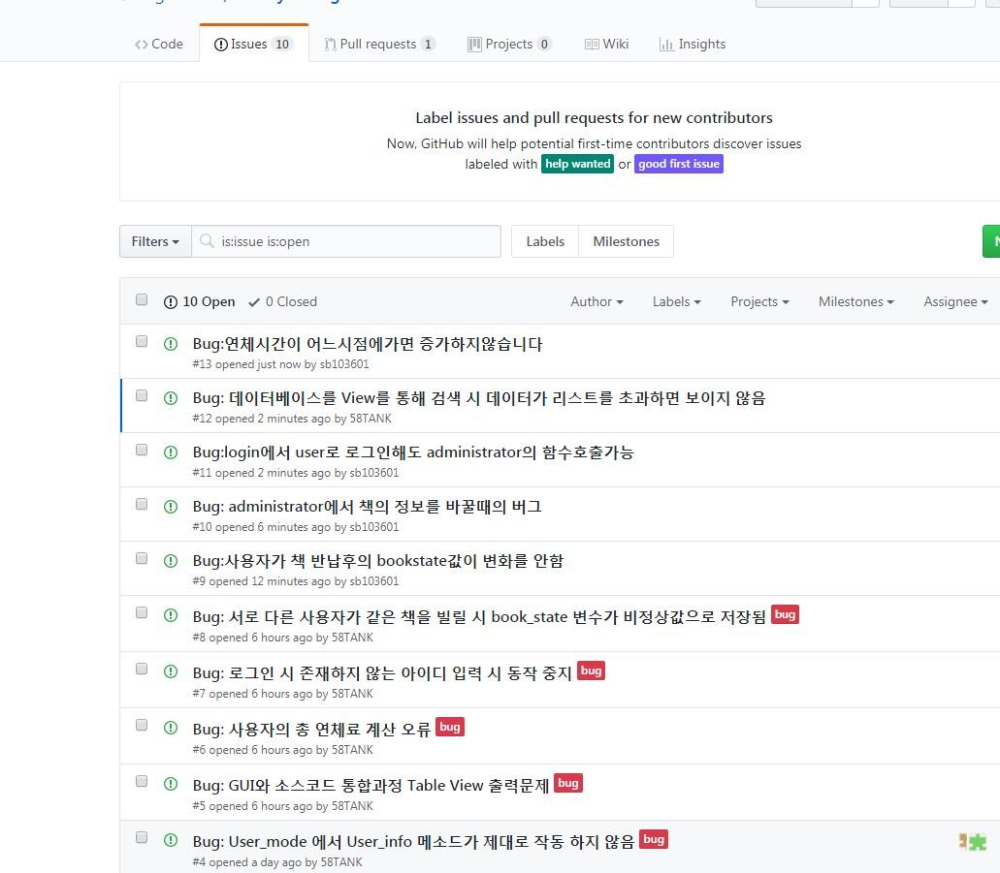 Code
Issues 10
Pull requests 1
Projects 0
Wiki
Insights
Label issues and pull requests for new contributors
Now, GitHub will help potential first-time contributors discover issues
labeled with help wanted or good first issue
Filters
is:issue is:open
Labels
Milestones
10 Open
0 Closed
Author
Labels
Projects
Milestones
Assignee
Bug:연체시간이 어느시점에가면 증가하지않습니다
#13 opened just now by sb103601
Bug: 데이터베이스를 View를 통해 검색 시 데이터가 리스트를 초과하면 보이지 않음
#12 opened 2 minutes ago by 58TANK
Bug:login에서 user로 로그인해도 administrator의 함수호출가능
#11 opened 2 minutes ago by sb103601
Bug: administrator에서 책의 정보를 바꿀때의 버그
#10 opened 6 minutes ago by sb103601
Bug:사용자가 책 반납후의 bookstate값이 변화를 안함
#9 opened 12 minutes ago by sb103601
Bug: 서로 다른 사용자가 같은 책을 빌릴 시 book_state 변수가 비정상값으로 저장됨 bug
#8 opened 6 hours ago by 58TANK
Bug: 로그인 시 존재하지 않는 아이디 입력 시 동작 중지 bug
#7 opened 6 hours ago by 58TANK
Bug: 사용자의 총 연체료 계산 오류 bug
#6 opened 6 hours ago by 58TANK
Bug: GUI와 소스코드 통합과정 Table View 출력문제 bug
#5 opened 6 hours ago by 58TANK
Bug: User_mode 에서 User_info 메소드가 제대로 작동 하지 않음 bug
#4 opened a day ago by 58TANK